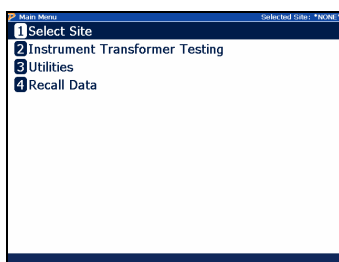 Main Menu Selected Site: *NONE*
1 Select Site
2 Instrument Transformer Testing
3 Utilities
4 Recall Data